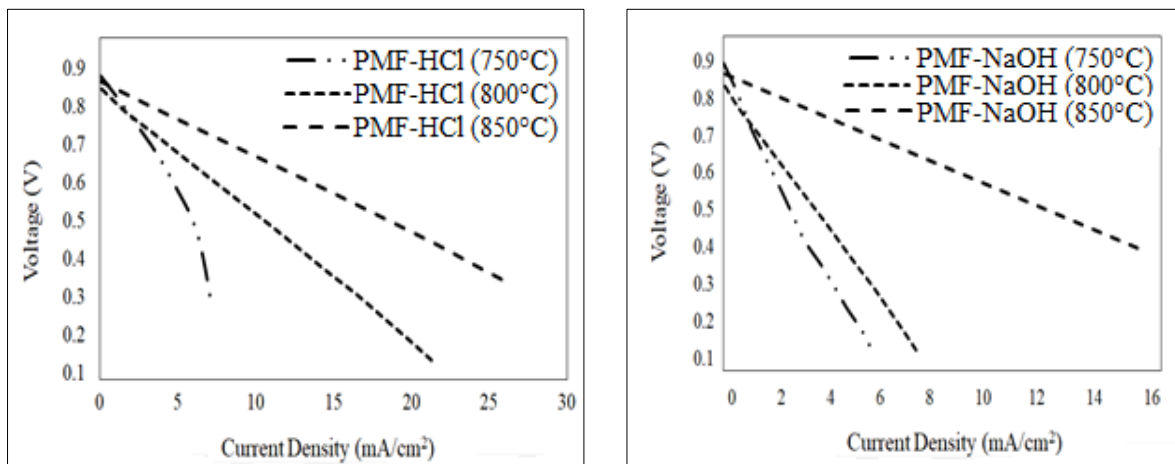 PMF-HCl (750°C)
PMF-HCl (800°C)
PMF-HCl (850°C)
0.9
0.8
0.7
0.6
0.5
0.4
0.3
0.2
0.1
Voltage (V)
0 5 10 15 20 25 30
Current Density (mA/cm²)
PMF-NaOH (750°C)
PMF-NaOH (800°C)
PMF-NaOH (850°C)
0.9
0.8
0.7
0.6
0.5
0.4
0.3
0.2
0.1
Voltage (V)
0 2 4 6 8 10 12 14 16
Current Density (mA/cm²)